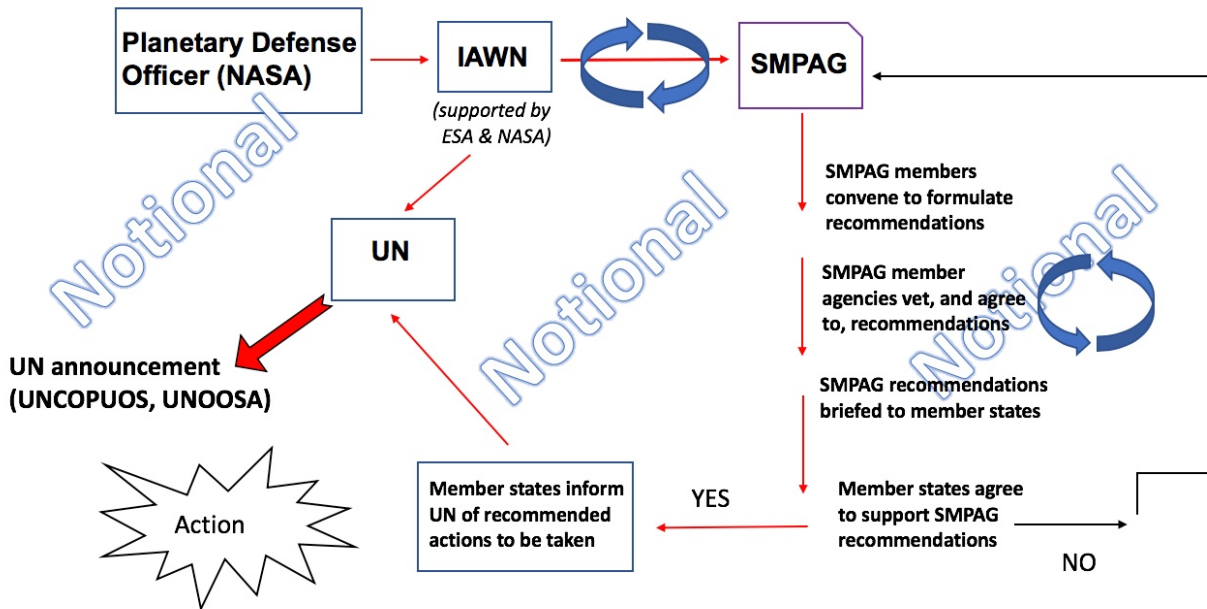 Planetary Defense
Officer (NASA)
IAWN
(supported by
ESA & NASA)
SMPAG
SMPAG members
convene to formulate
recommendations
UN
SMPAG member
agencies vet, and agree
to, recommendations
Notional
Notional
Notional
UN announcement
(UNCOPUOS, UNOOSA)
SMPAG recommendations
briefed to member states
Action
Member states inform
UN of recommended
actions to be taken
YES
Member states agree
to support SMPAG
recommendations
NO